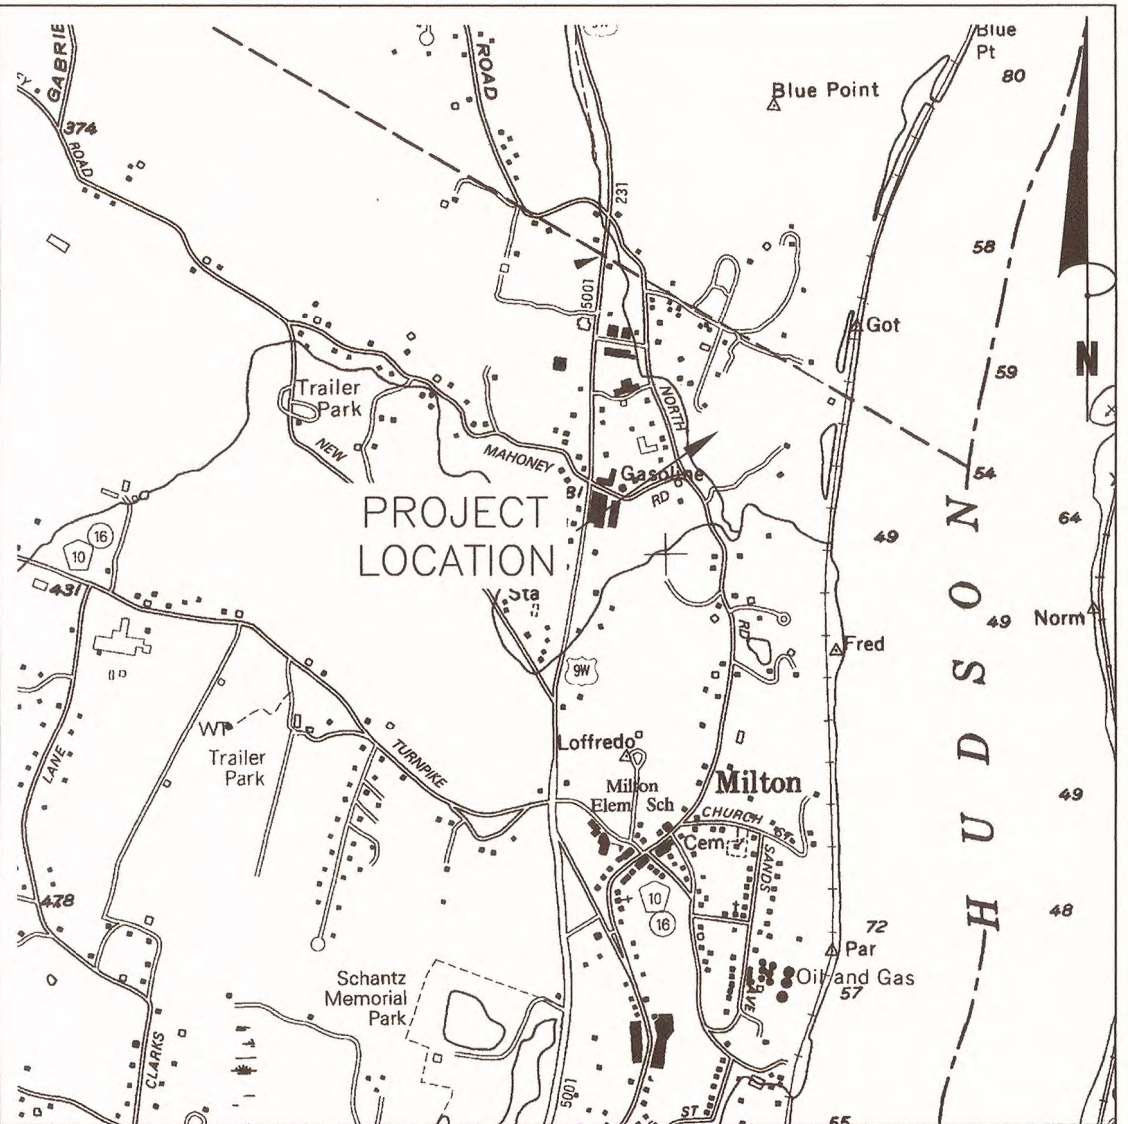 GABRIE
ROAD
Blue
Pt
80
Blue Point
374
ROAD
231
58
5001
Got
N
59
Trailer
Park
NORTH
NEW
MAHONEY
Gasoline
RD
54
PROJECT
LOCATION
64
16
10
49
431
Sta
49
Norm
RD
Fred
9W
HUDSON
WT
Trailer
Park
LANE
TURNPIKE
Loffredo
Milton
Elem Sch
Milton
49
CHURCH ST
Cem
SANDS
AVE
478
10
16
48
72
Par
Oil and Gas
57
Schantz
Memorial
Park
CLARKS
5001
ST
55